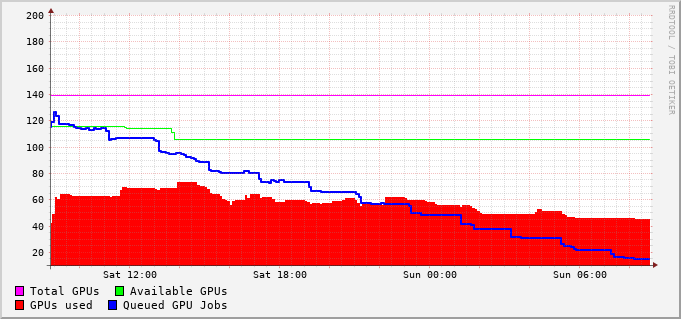 200
180
160
140
120
100
80
60
40
20
Sat 12:00 Sat 18:00 Sun 00:00 Sun 06:00
Total GPUs Available GPUs
GPUs used Queued GPU Jobs
RRDTOOL / TOBI OETIKER